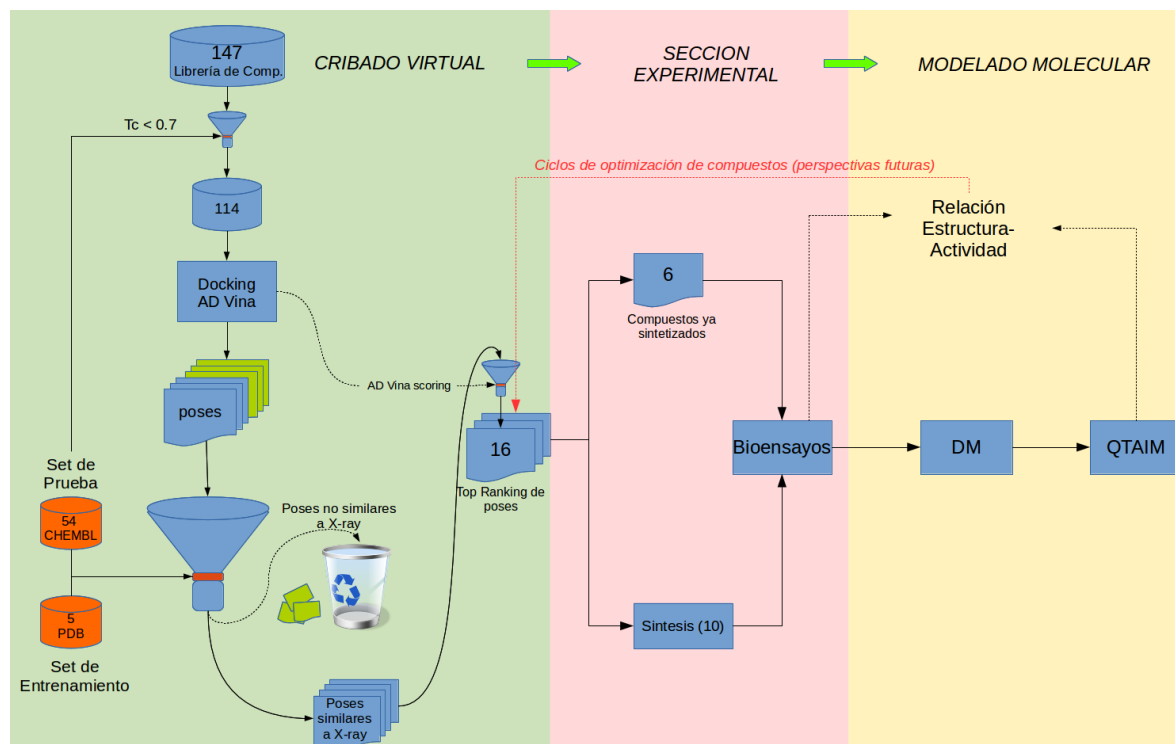 147
Librería de Comp.
CRIBADO VIRTUAL
SECCION
EXPERIMENTAL
MODELADO MOLECULAR
Tc < 0.7
114
Docking
AD Vina
poses
AD Vina scoring
16
Top Ranking de
poses
Set de
Prueba
54
CHEMBL
5
PDB
Set de
Entrenamiento
Poses no similares
a X-ray
Poses
similares
a X-ray
Ciclos de optimización de compuestos (perspectivas futuras)
6
Compuestos ya
sintetizados
Bioensayos
Sintesis (10)
Relación
Estructura-
Actividad
DM
QTAIM